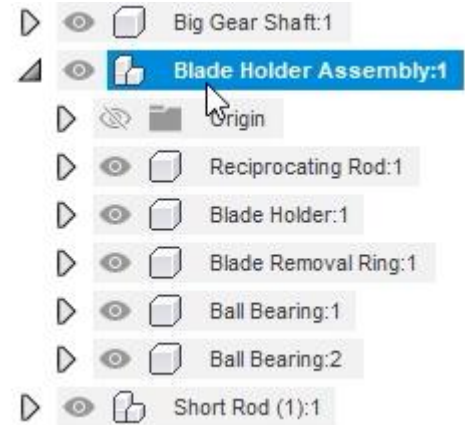 Big Gear Shaft:1
Blade Holder Assembly:1
Origin
Reciprocating Rod:1
Blade Holder:1
Blade Removal Ring:1
Ball Bearing:1
Ball Bearing:2
Short Rod (1):1